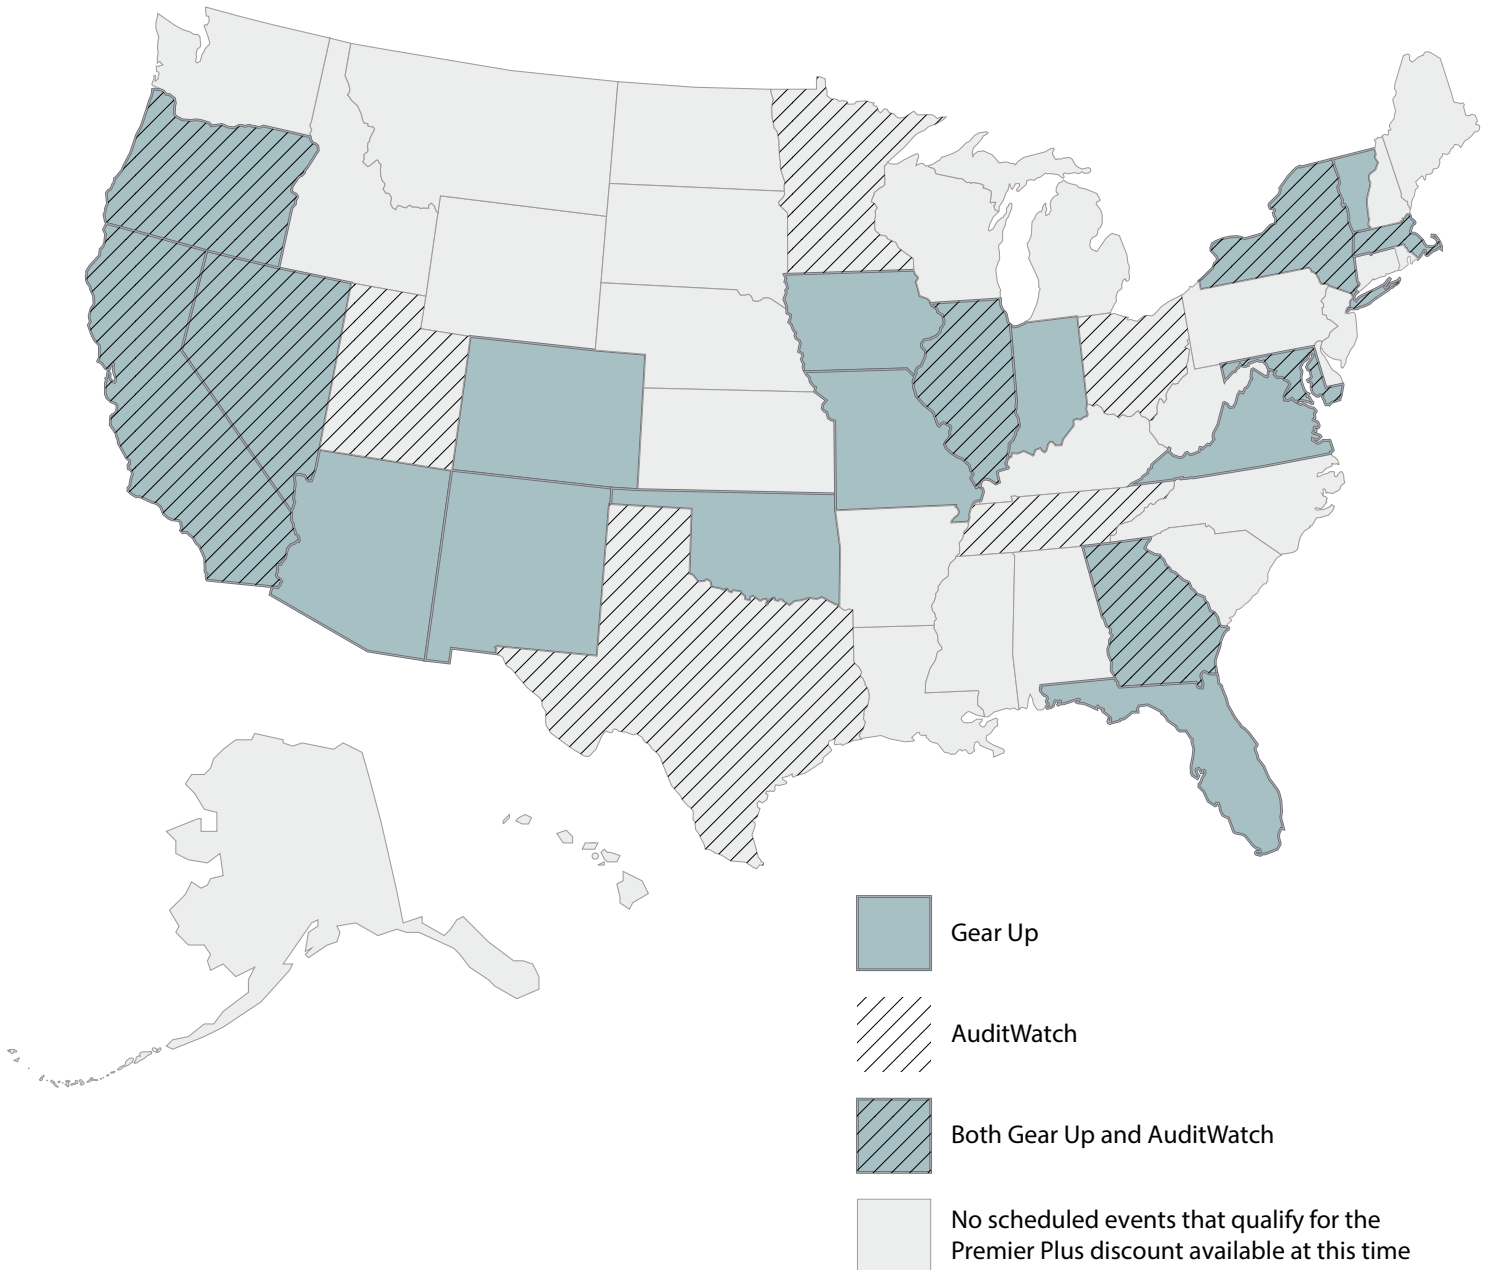 Gear Up
AuditWatch
Both Gear Up and AuditWatch
No scheduled events that qualify for the
Premier Plus discount available at this time